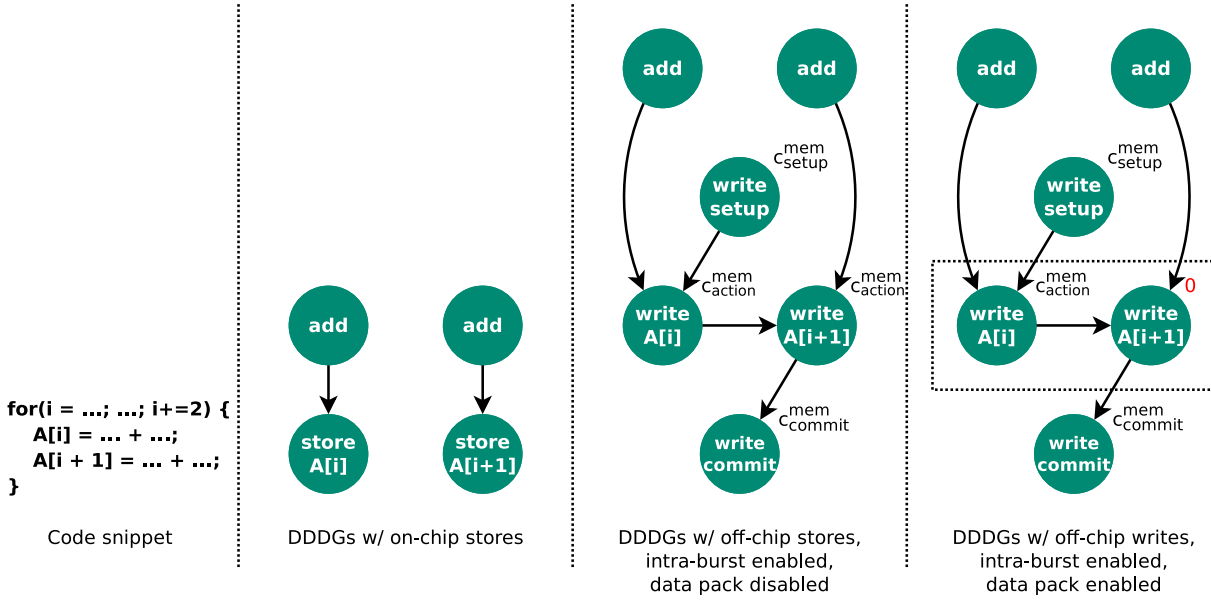 for(i = ...; ...; i+=2) {
A[i] = ... + ...;
A[i + 1] = ... + ...;
}
Code snippet
add
add
store
A[i]
store
A[i+1]
DDDGs w/ on-chip stores
add
add
c^mem_setup
write
setup
c^mem_action
c^mem_action
write
A[i]
write
A[i+1]
c^mem_commit
write
commit
DDDGs w/ off-chip stores,
intra-burst enabled,
data pack disabled
add
add
c^mem_setup
write
setup
c^mem_action
0
write
A[i]
write
A[i+1]
c^mem_commit
write
commit
DDDGs w/ off-chip writes,
intra-burst enabled,
data pack enabled